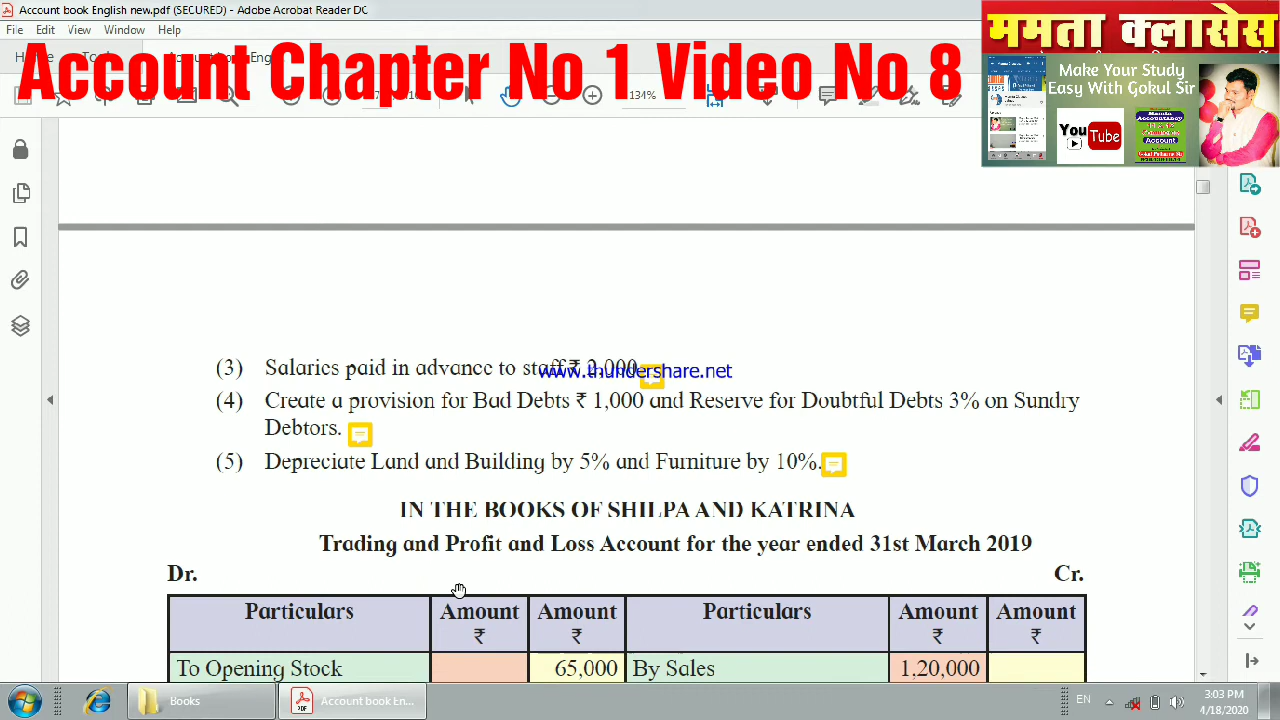 Account book English new.pdf (SECURED) - Adobe Acrobat Reader DC
File Edit View Window Help
Account Chapter No 1 Video No 8
134%
ममता क्लासेस
Make Your Study
Easy With Gokul Sir
You Tube
Account
(3) Salaries paid in advance to staff ₹ 2,000.
www.thundershare.net
(4) Create a provision for Bad Debts ₹ 1,000 and Reserve for Doubtful Debts 3% on Sundry
Debtors.
(5) Depreciate Land and Building by 5% and Furniture by 10%.
IN THE BOOKS OF SHILPA AND KATRINA
Trading and Profit and Loss Account for the year ended 31st March 2019
Dr. Cr.
Particulars Amount Amount Particulars Amount Amount
₹ ₹ ₹ ₹
To Opening Stock 65,000 By Sales 1,20,000
Books
Account book En...
EN
3:03 PM
4/18/2020